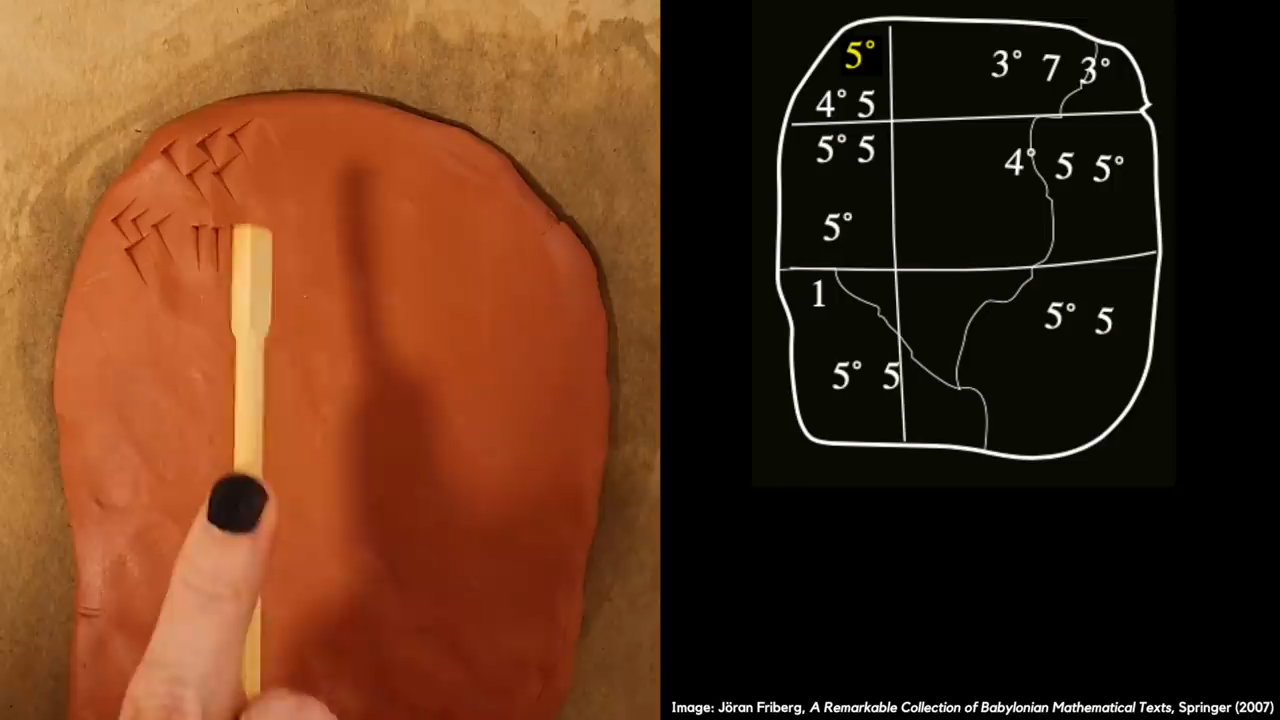 5° 3° 7 3°
4° 5
5° 5 4° 5 5°
5°
1 5° 5
5° 5
Image: Jöran Friberg, A Remarkable Collection of Babylonian Mathematical Texts, Springer (2007)